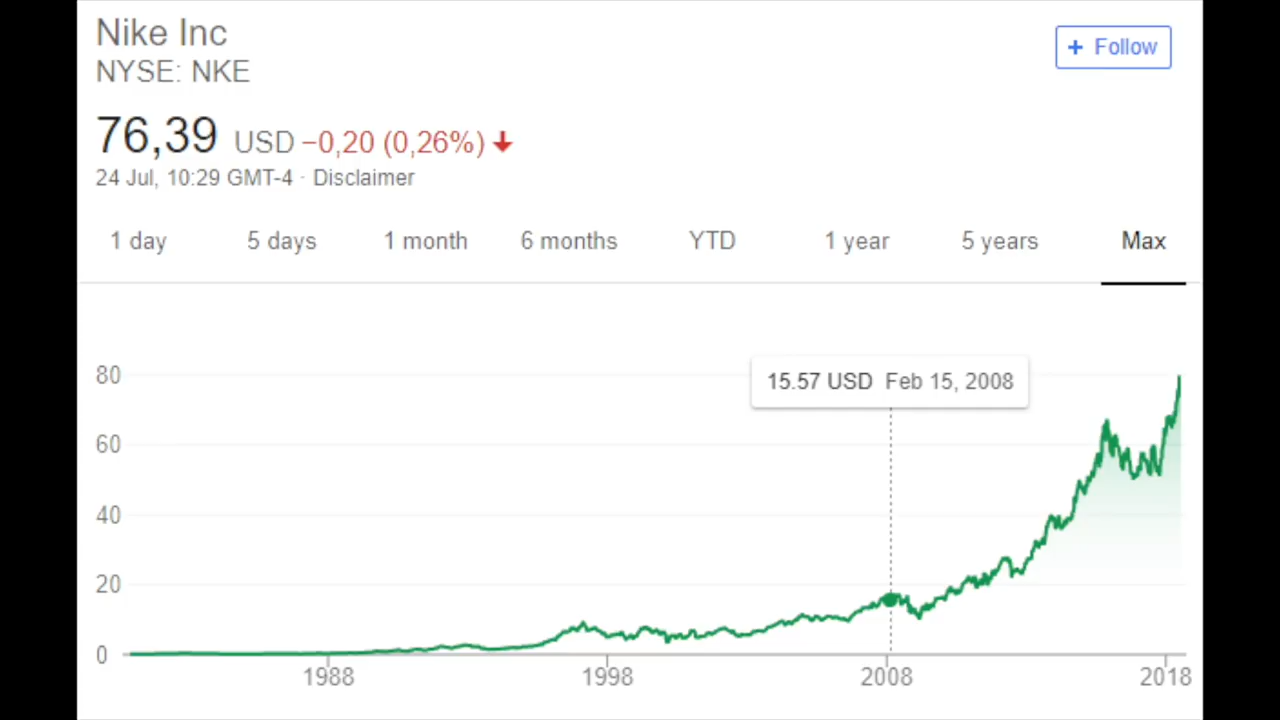 Nike Inc
+ Follow
NYSE: NKE
76,39 USD −0,20 (0,26%)
24 Jul, 10:29 GMT-4 · Disclaimer
1 day 5 days 1 month 6 months YTD 1 year 5 years Max
15.57 USD Feb 15, 2008
80
60
40
20
0
1988 1998 2008 2018